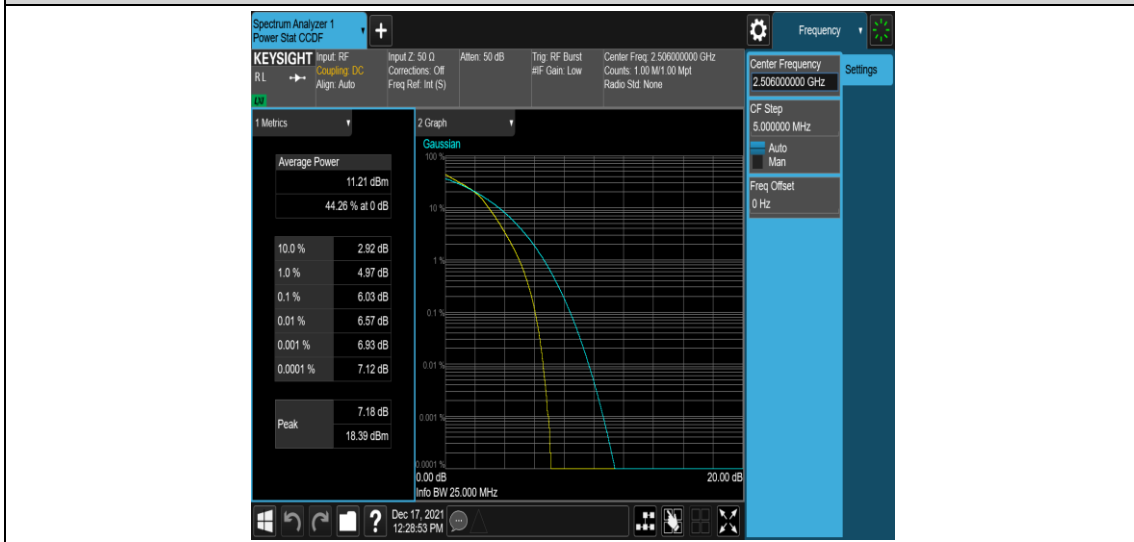 Spectrum Analyzer 1
Power Stat CCDF
+
Frequency
KEYSIGHT
RL
LXI
Input: RF
Coupling: DC
Align: Auto
Input Z: 50 Ω
Corrections: Off
Freq Ref: Int (S)
Atten: 50 dB
Trig: RF Burst
#IF Gain: Low
Center Freq: 2.506000000 GHz
Counts: 1.00 M/1.00 Mpt
Radio Std: None
Center Frequency
2.506000000 GHz
Settings
CF Step
5.000000 MHz
Auto
Man
Freq Offset
0 Hz
1 Metrics
Average Power
11.21 dBm
44.26 % at 0 dB
10.0 % 2.92 dB
1.0 % 4.97 dB
0.1 % 6.03 dB
0.01 % 6.57 dB
0.001 % 6.93 dB
0.0001 % 7.12 dB
Peak
7.18 dB
18.39 dBm
2 Graph
Gaussian
100 %
10 %
1 %
0.1 %
0.01 %
0.001 %
0.0001 %
0.00 dB 20.00 dB
Info BW 25.000 MHz
?
Dec 17, 2021
12:28:53 PM